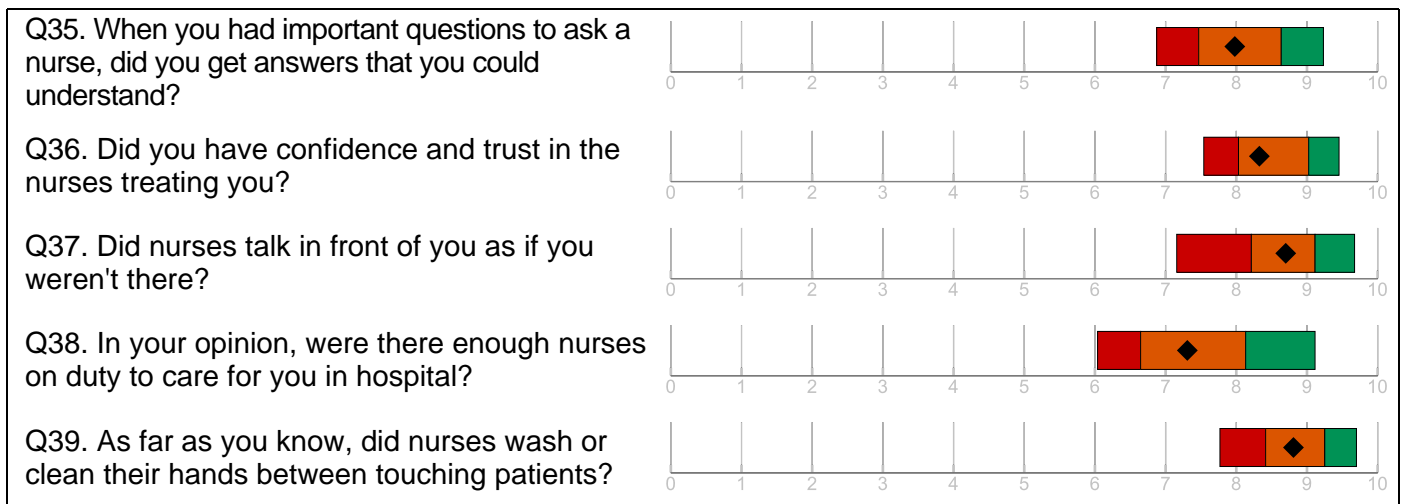 Q35. When you had important questions to ask a
nurse, did you get answers that you could
understand?
0 1 2 3 4 5 6 7 8 9 10
Q36. Did you have confidence and trust in the
nurses treating you?
0 1 2 3 4 5 6 7 8 9 10
Q37. Did nurses talk in front of you as if you
weren't there?
0 1 2 3 4 5 6 7 8 9 10
Q38. In your opinion, were there enough nurses
on duty to care for you in hospital?
0 1 2 3 4 5 6 7 8 9 10
Q39. As far as you know, did nurses wash or
clean their hands between touching patients?
0 1 2 3 4 5 6 7 8 9 10